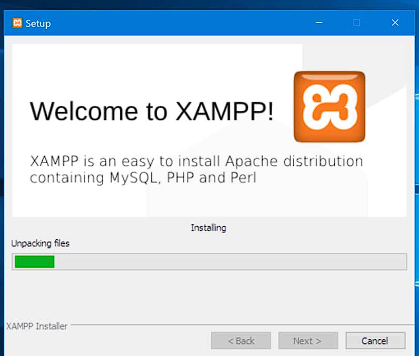 Setup
Welcome to XAMPP!
XAMPP is an easy to install Apache distribution
containing MySQL, PHP and Perl
Installing
Unpacking files
XAMPP Installer
< Back
Next >
Cancel